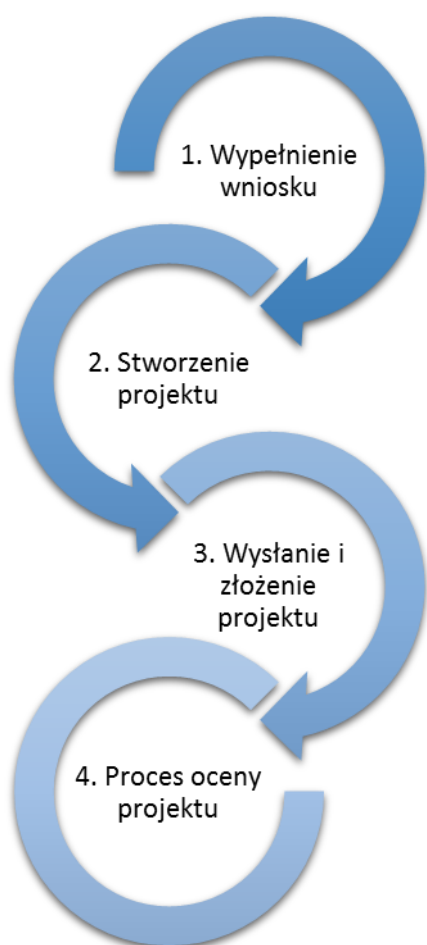 1. Wypełnienie
wniosku
2. Stworzenie
projektu
3. Wysłanie i
złożenie
projektu
4. Proces oceny
projektu